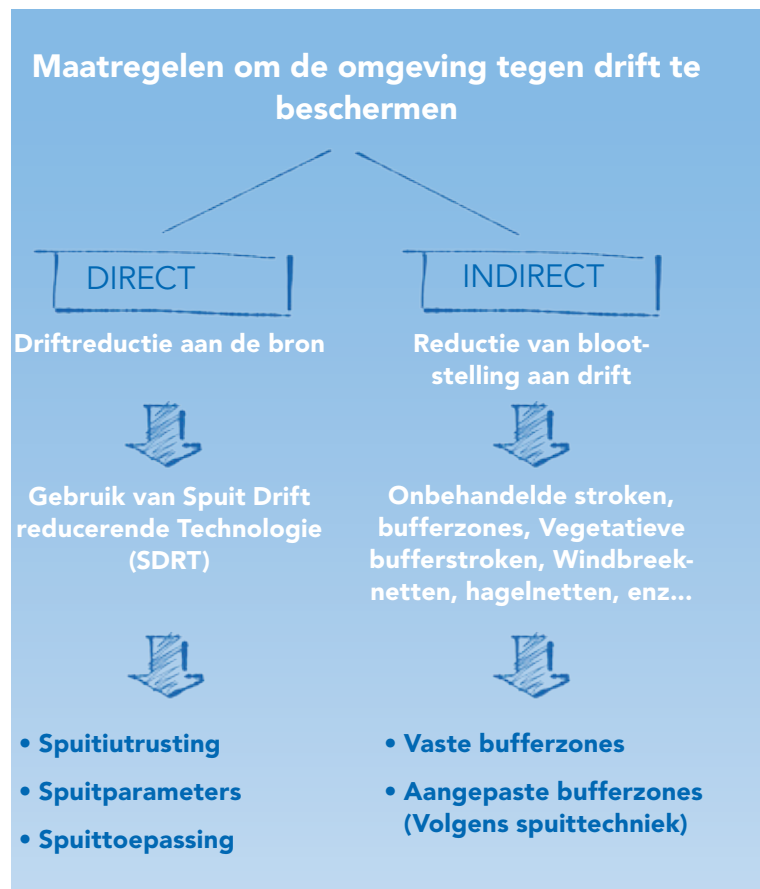 Maatregelen om de omgeving tegen drift te
beschermen
DIRECT
Driftreductie aan de bron
Gebruik van Spuit Drift
reducerende Technologie
(SDRT)
• Spuitiutrusting
• Spuitparameters
• Spuittoepassing
INDIRECT
Reductie van bloot-
stelling aan drift
Onbehandelde stroken,
bufferzones, Vegetatieve
bufferstroken, Windbreek-
netten, hagelnetten, enz...
• Vaste bufferzones
• Aangepaste bufferzones
(Volgens spuittechniek)